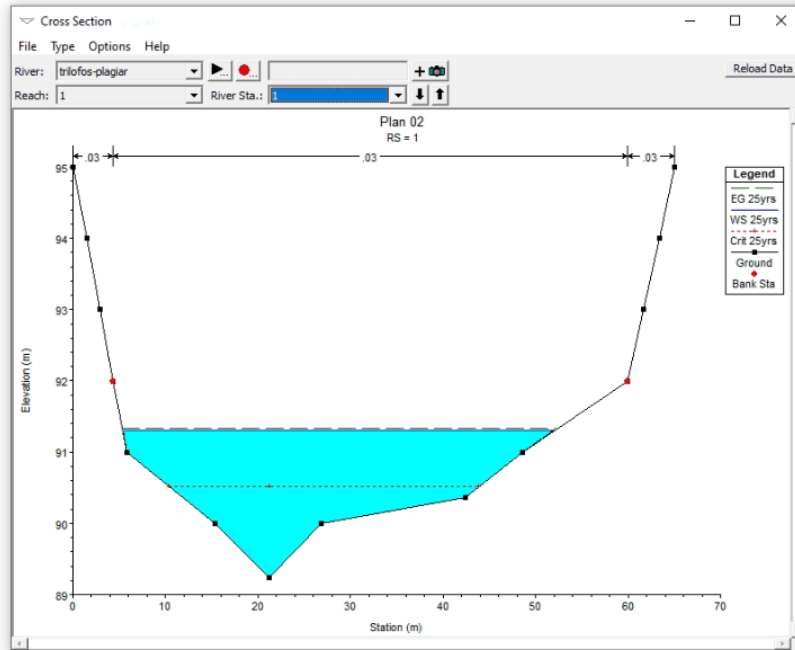 Cross Section
File Type Options Help
River: trilofos-plagiar ... ... + Reload Data
Reach: 1 River Sta.: 1
Plan 02
RS = 1
.03 .03 .03
Legend
EG 25yrs
WS 25yrs
Crit 25yrs
Ground
Bank Sta
95
94
93
92
91
90
89
Elevation (m)
0 10 20 30 40 50 60 70
Station (m)